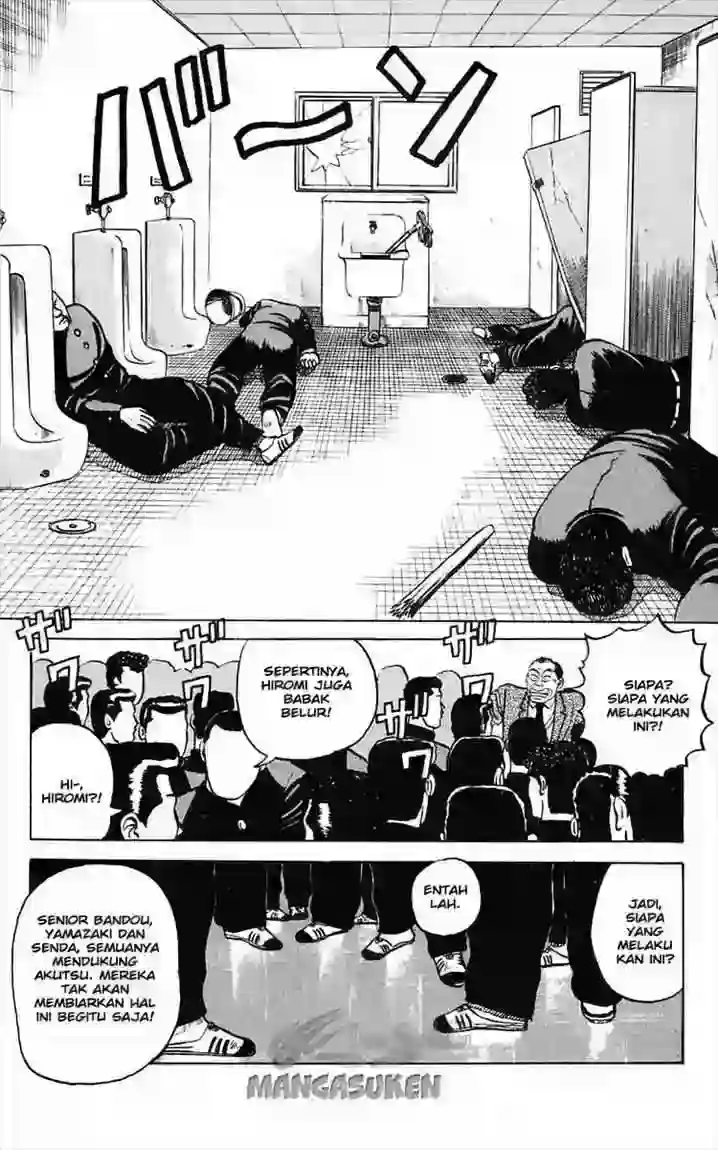 バーン
ザワ
ザワ
ザワ
ザワ
SIAPA?
SIAPA YANG
MELAKUKAN
INI?!
SEPERTINYA,
HIROMI JUGA
BABAK
BELUR!
HI-,
HIROMI?!
JADI,
SIAPA
YANG
MELAKU
KAN INI?
ENTAH
LAH.
SENIOR BANDOU,
YAMAZAKI DAN
SENDA, SEMUANYA
MENDUKUNG
AKUTSU. MEREKA
TAK AKAN
MEMBIARKAN HAL
INI BEGITU SAJA!
MANGASUKEN